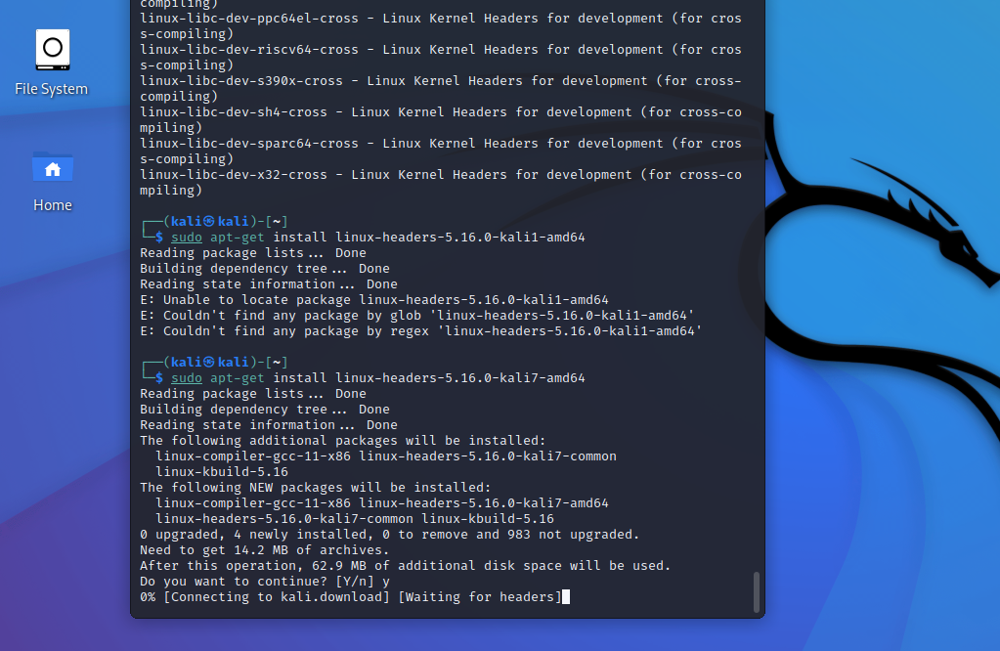 File System
Home
compiling)
linux-libc-dev-ppc64el-cross - Linux Kernel Headers for development (for cros
s-compiling)
linux-libc-dev-riscv64-cross - Linux Kernel Headers for development (for cros
s-compiling)
linux-libc-dev-s390x-cross - Linux Kernel Headers for development (for cross-
compiling)
linux-libc-dev-sh4-cross - Linux Kernel Headers for development (for cross-co
mpiling)
linux-libc-dev-sparc64-cross - Linux Kernel Headers for development (for cros
s-compiling)
linux-libc-dev-x32-cross - Linux Kernel Headers for development (for cross-co
mpiling)
┌──(kali㉿kali)-[~]
└─$ sudo apt-get install linux-headers-5.16.0-kali1-amd64
Reading package lists... Done
Building dependency tree... Done
Reading state information... Done
E: Unable to locate package linux-headers-5.16.0-kali1-amd64
E: Couldn't find any package by glob 'linux-headers-5.16.0-kali1-amd64'
E: Couldn't find any package by regex 'linux-headers-5.16.0-kali1-amd64'
┌──(kali㉿kali)-[~]
└─$ sudo apt-get install linux-headers-5.16.0-kali7-amd64
Reading package lists... Done
Building dependency tree... Done
Reading state information... Done
The following additional packages will be installed:
linux-compiler-gcc-11-x86 linux-headers-5.16.0-kali7-common
linux-kbuild-5.16
The following NEW packages will be installed:
linux-compiler-gcc-11-x86 linux-headers-5.16.0-kali7-amd64
linux-headers-5.16.0-kali7-common linux-kbuild-5.16
0 upgraded, 4 newly installed, 0 to remove and 983 not upgraded.
Need to get 14.2 MB of archives.
After this operation, 62.9 MB of additional disk space will be used.
Do you want to continue? [Y/n] y
0% [Connecting to kali.download] [Waiting for headers]